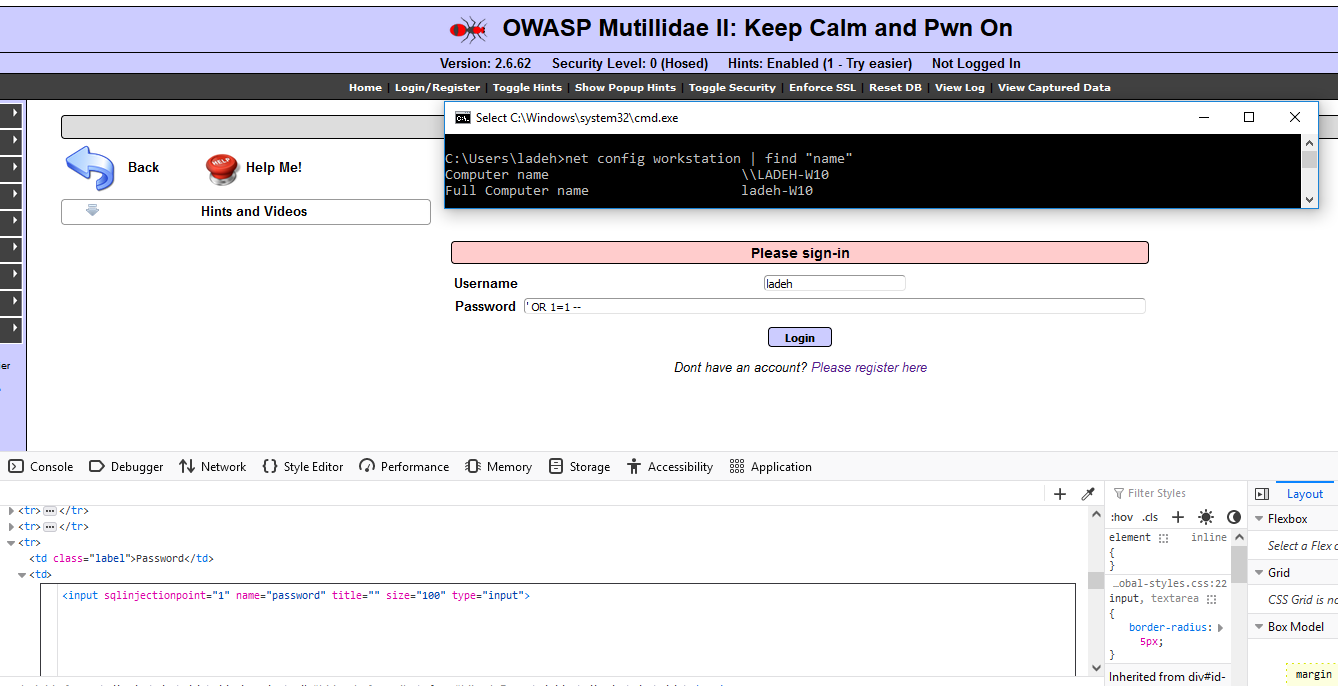 OWASP Mutillidae II: Keep Calm and Pwn On
Version: 2.6.62 Security Level: 0 (Hosed) Hints: Enabled (1 - Try easier) Not Logged In
Home | Login/Register | Toggle Hints | Show Popup Hints | Toggle Security | Enforce SSL | Reset DB | View Log | View Captured Data
Select C:\Windows\system32\cmd.exe
C:\Users\ladeh>net config workstation | find "name"
Computer name \\LADEH-W10
Full Computer name ladeh-W10
Back Help Me!
Hints and Videos
Please sign-in
Username ladeh
Password ' OR 1=1 --
Login
Dont have an account? Please register here
er
Console Debugger Network {} Style Editor Performance Memory Storage Accessibility Application
Filter Styles
Layout
<tr> </tr>
<tr> </tr>
<tr>
<td class="label">Password</td>
<td>
<input sqlinjectionpoint="1" name="password" title="" size="100" type="input">
:hov .cls
element inline
{
}
…obal-styles.css:22
input, textarea
{
border-radius:
5px;
}
Inherited from div#id-
Flexbox
Select a Flex
Grid
CSS Grid is
Box Model
margin